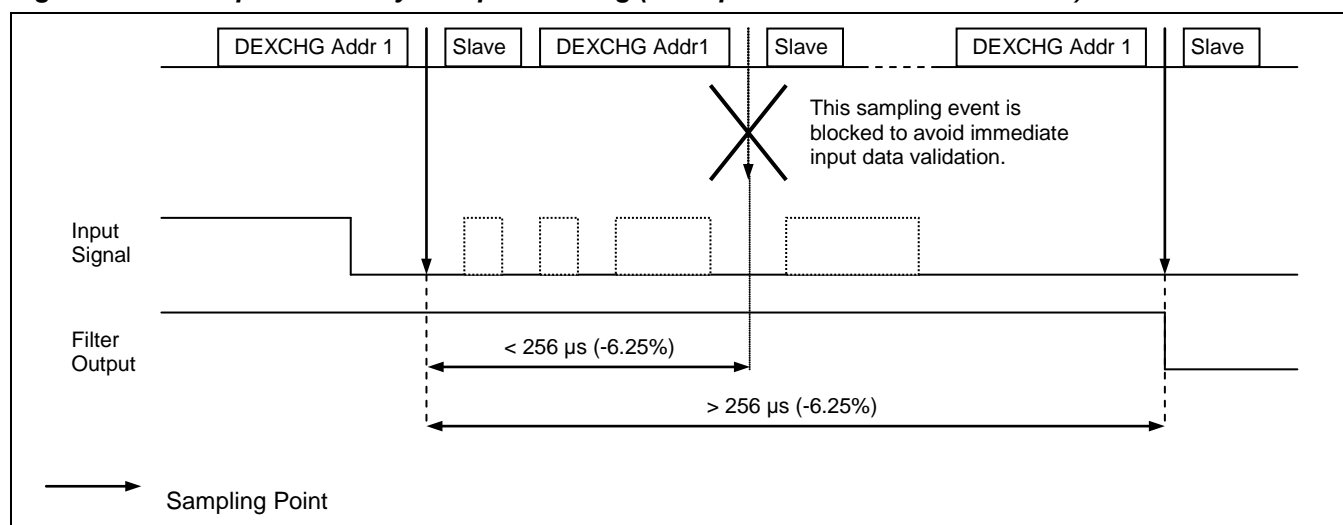 DEXCHG Addr 1 Slave DEXCHG Addr1 Slave DEXCHG Addr 1 Slave
This sampling event is
blocked to avoid immediate
input data validation.
Input
Signal
Filter
Output
< 256 µs (-6.25%)
> 256 µs (-6.25%)
Sampling Point